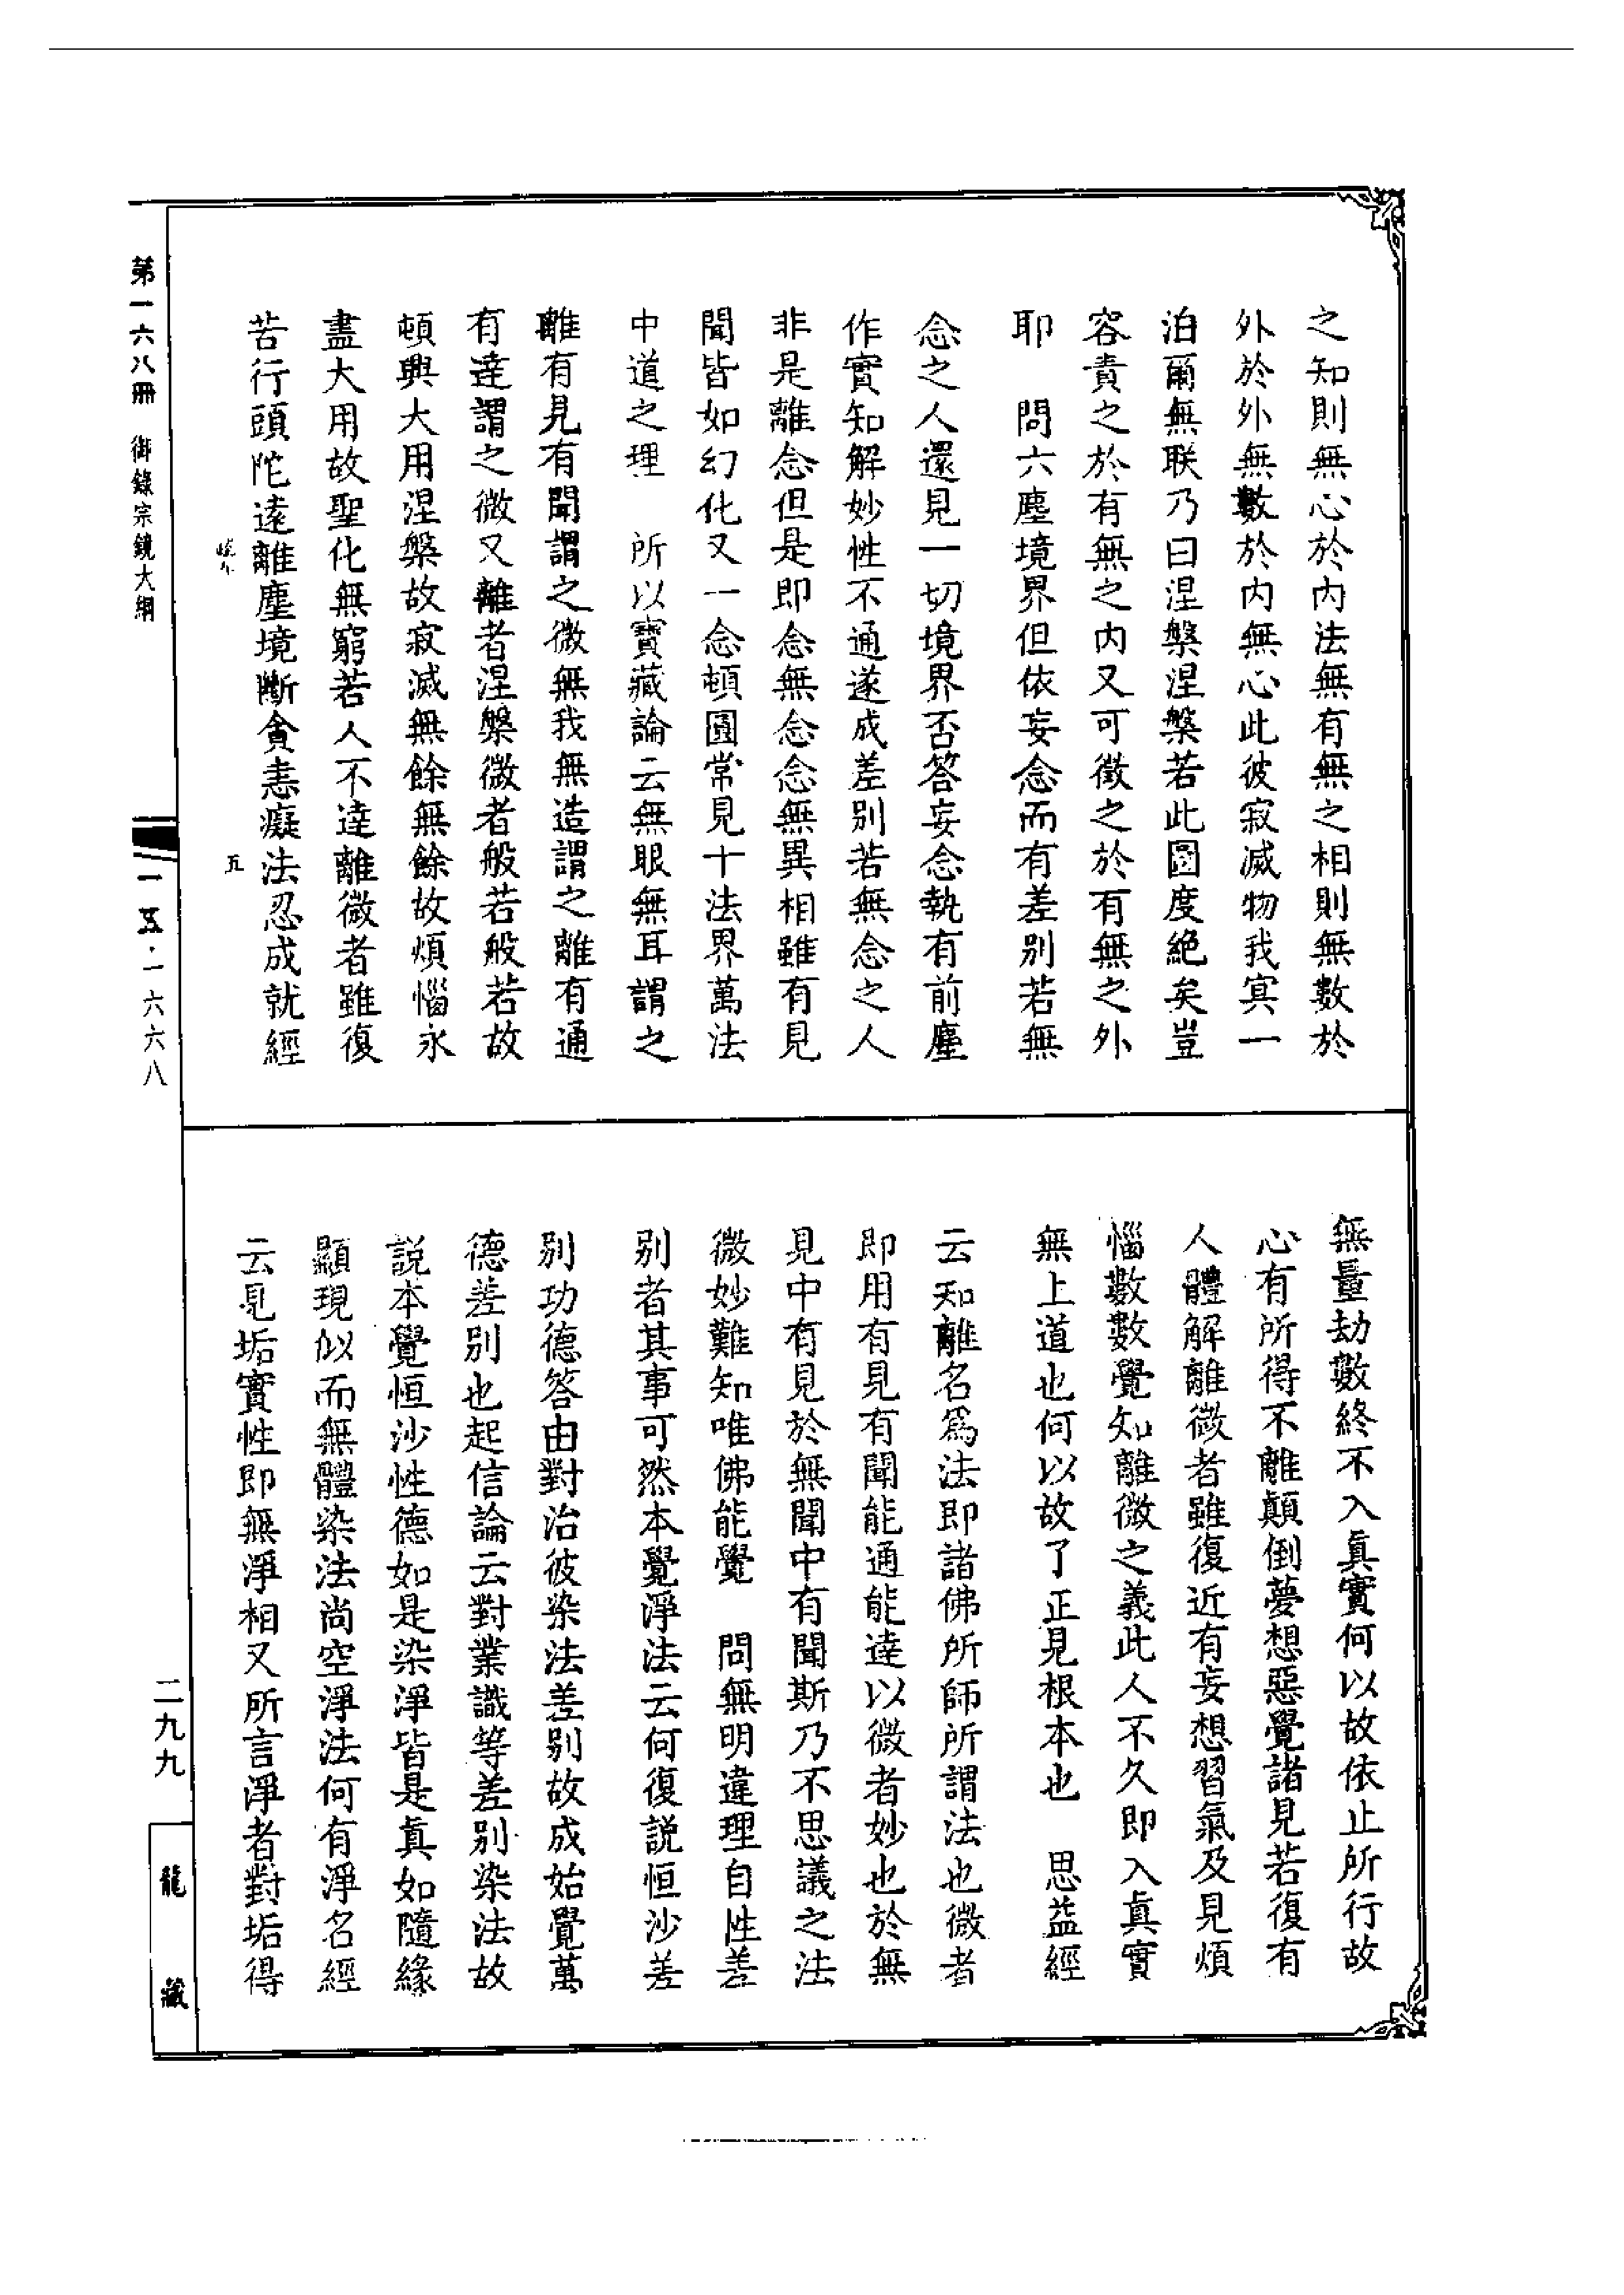 之知則無心於內法無有無之相則無數於
外於外無數於內無心此彼寂滅物我冥一
泊爾無联乃曰涅槃涅槃若此圖度絕矣豈
容責之於有無之內又可徵之於有無之外
耶　問六塵境界但依妄念而有差別若無
念之人還見一切境界否答妄念執有前塵
作實知解妙性不通遂成差別若無念之人
非是離念但是即念無念念無異相雖有見
聞皆如幻化又一念頓圓常見十法界萬法
中道之理　所以寶藏論云無眼無耳謂之
離有見有聞謂之微無我無造謂之離有通
有達謂之微又離者涅槃微者般若般若故
頓興大用涅槃故寂滅無餘無餘故煩惱永
盡大用故聖化無窮若人不達離微者雖復
苦行頭陀遠離塵境斷貪恚癡法忍成就經
五
無量劫數終不入真實何以故依止所行故
心有所得不離顛倒夢想惡覺諸見若復有
人體解離微者雖復近有妄想習氣及見煩
惱數數覺知離微之義此人不久即入真實
無上道也何以故了正見根本也　思益經
云知離名爲法即諸佛所師所謂法也微者
即用有見有聞能通能達以微者妙也於無
見中有見於無聞中有聞斯乃不思議之法
微妙難知唯佛能覺　問無明違理自性差
別者其事可然本覺淨法云何復説恒沙差
別功德答由對治彼染法差別故成始覺萬
德差別也起信論云對業識等差別染法故
説本覺恒沙性德如是染淨皆是真如隨緣
顯現似而無體染法尚空淨法何有淨名經
云見垢實性即無淨相又所言淨者對垢得
第一六八冊　御錄宗鏡大綱
一五·一六六八
二九九
龍藏